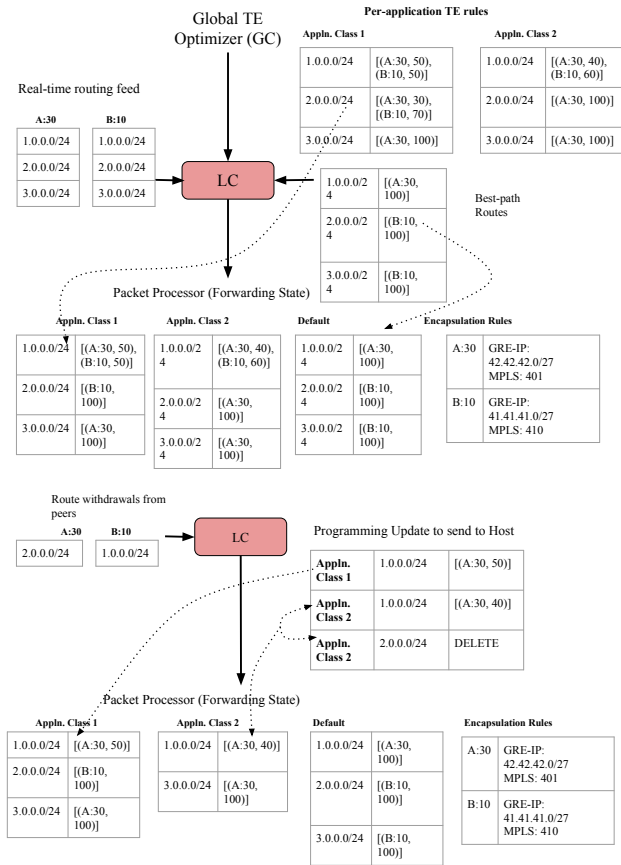 Global TE
Optimizer (GC)
Per-application TE rules
Appln. Class 1
Appln. Class 2
1.0.0.0/24
[(A:30, 50),
(B:10, 50)]
2.0.0.0/24
[(A:30, 30),
[(B:10, 70)]
3.0.0.0/24
[(A:30, 100)]
1.0.0.0/24
[(A:30, 40),
(B:10, 60)]
2.0.0.0/24
[(A:30, 100)]
3.0.0.0/24
[(A:30, 100)]
Real-time routing feed
A:30
B:10
1.0.0.0/24
1.0.0.0/24
2.0.0.0/24
2.0.0.0/24
3.0.0.0/24
3.0.0.0/24
LC
1.0.0.0/2
4
[(A:30,
100)]
2.0.0.0/2
4
[(B:10,
100)]
3.0.0.0/2
4
[(B:10,
100)]
Best-path
Routes
Packet Processor (Forwarding State)
Appln. Class 1
Appln. Class 2
Default
Encapsulation Rules
1.0.0.0/24
[(A:30, 50),
(B:10, 50)]
2.0.0.0/24
[(B:10,
100)]
3.0.0.0/24
[(A:30,
100)]
1.0.0.0/2
4
[(A:30, 40),
(B:10, 60)]
2.0.0.0/2
4
[(A:30,
100)]
3.0.0.0/2
4
[(A:30,
100)]
1.0.0.0/2
4
[(A:30,
100)]
2.0.0.0/2
4
[(B:10,
100)]
3.0.0.0/2
4
[(B:10,
100)]
A:30
GRE-IP:
42.42.42.0/27
MPLS: 401
B:10
GRE-IP:
41.41.41.0/27
MPLS: 410
Route withdrawals from
peers
A:30
B:10
2.0.0.0/24
1.0.0.0/24
LC
Programming Update to send to Host
Appln.
Class 1
1.0.0.0/24
[(A:30, 50)]
Appln.
Class 2
1.0.0.0/24
[(A:30, 40)]
Appln.
Class 2
2.0.0.0/24
DELETE
Packet Processor (Forwarding State)
Appln. Class 1
Appln. Class 2
Default
Encapsulation Rules
1.0.0.0/24
[(A:30, 50)]
2.0.0.0/24
[(B:10,
100)]
3.0.0.0/24
[(A:30,
100)]
1.0.0.0/24
[(A:30, 40)]
3.0.0.0/24
[(A:30,
100)]
1.0.0.0/24
[(A:30,
100)]
2.0.0.0/24
[(B:10,
100)]
3.0.0.0/24
[(B:10,
100)]
A:30
GRE-IP:
42.42.42.0/27
MPLS: 401
B:10
GRE-IP:
41.41.41.0/27
MPLS: 410